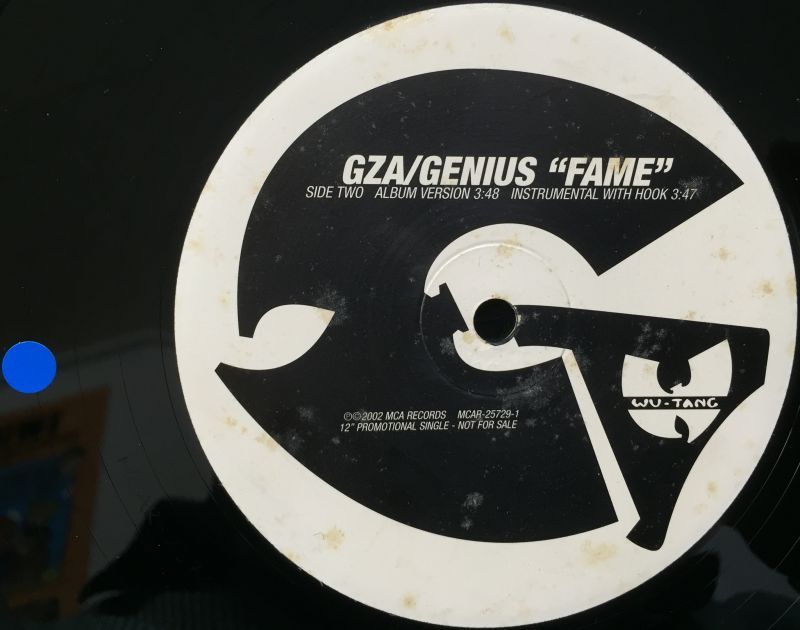 GZA/GENIUS “FAME”
SIDE TWO ALBUM VERSION 3:48 INSTRUMENTAL WITH HOOK 3:47
WU-TANG
℗©2002 MCA RECORDS MCAR-25729-1
12" PROMOTIONAL SINGLE - NOT FOR SALE